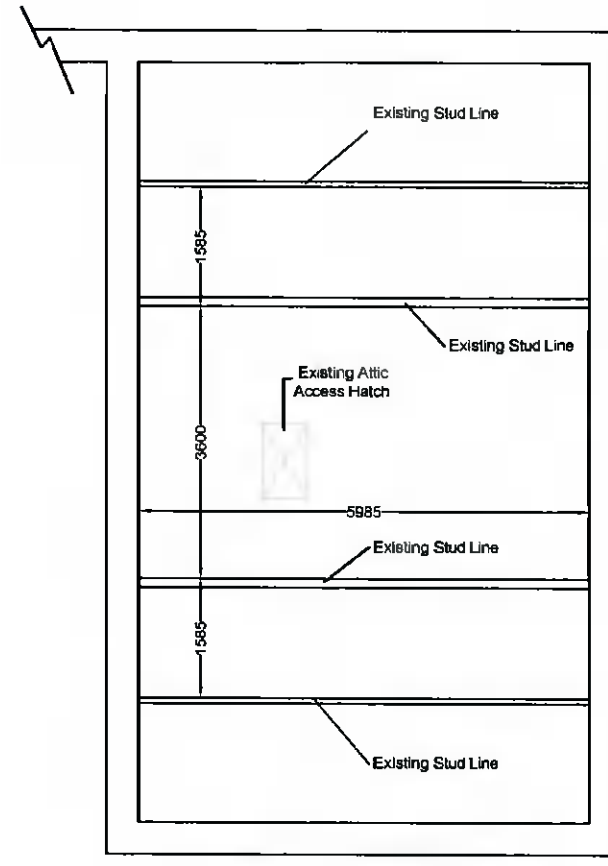 Existing Stud Line
1585
Existing Stud Line
Existing Attic
Access Hatch
3600
5985
Existing Stud Line
1585
Existing Stud Line